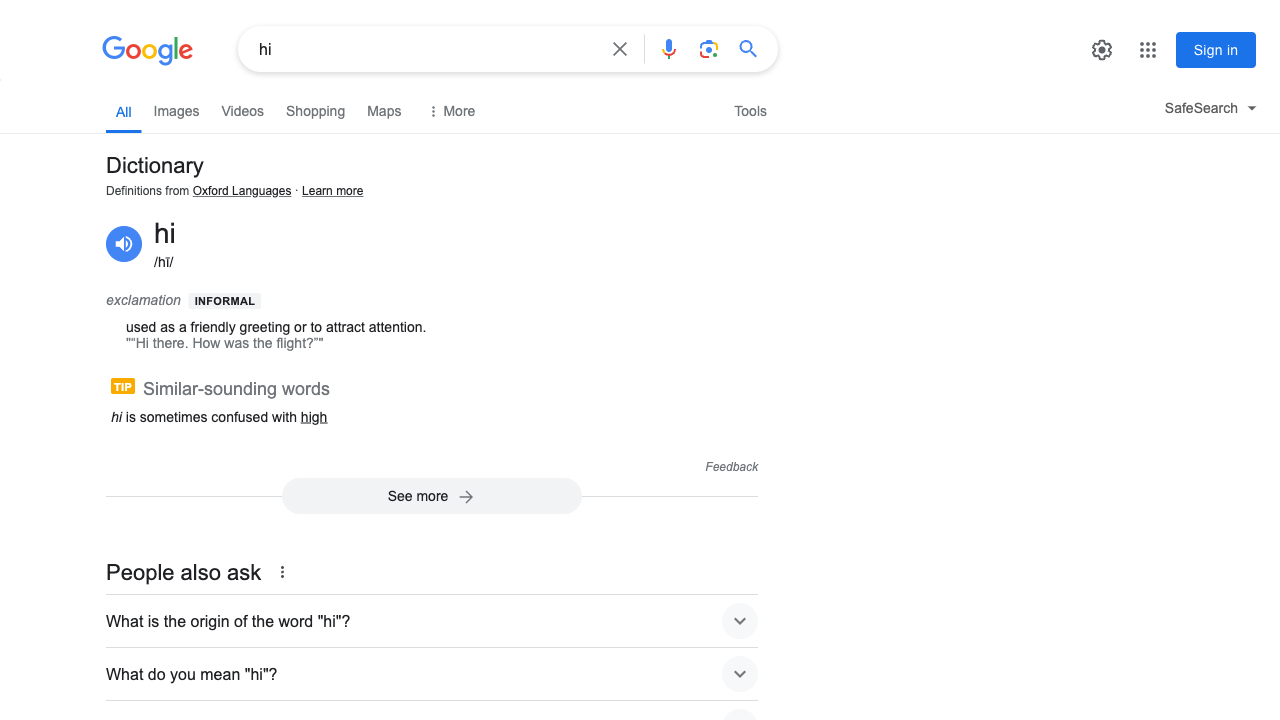 Google
hi
Sign in
All
Images
Videos
Shopping
Maps
More
Tools
SafeSearch
Dictionary
Definitions from Oxford Languages · Learn more
hi
/hī/
exclamation INFORMAL
used as a friendly greeting or to attract attention.
"“Hi there. How was the flight?”"
TIP Similar-sounding words
hi is sometimes confused with high
Feedback
See more
People also ask
What is the origin of the word "hi"?
What do you mean "hi"?